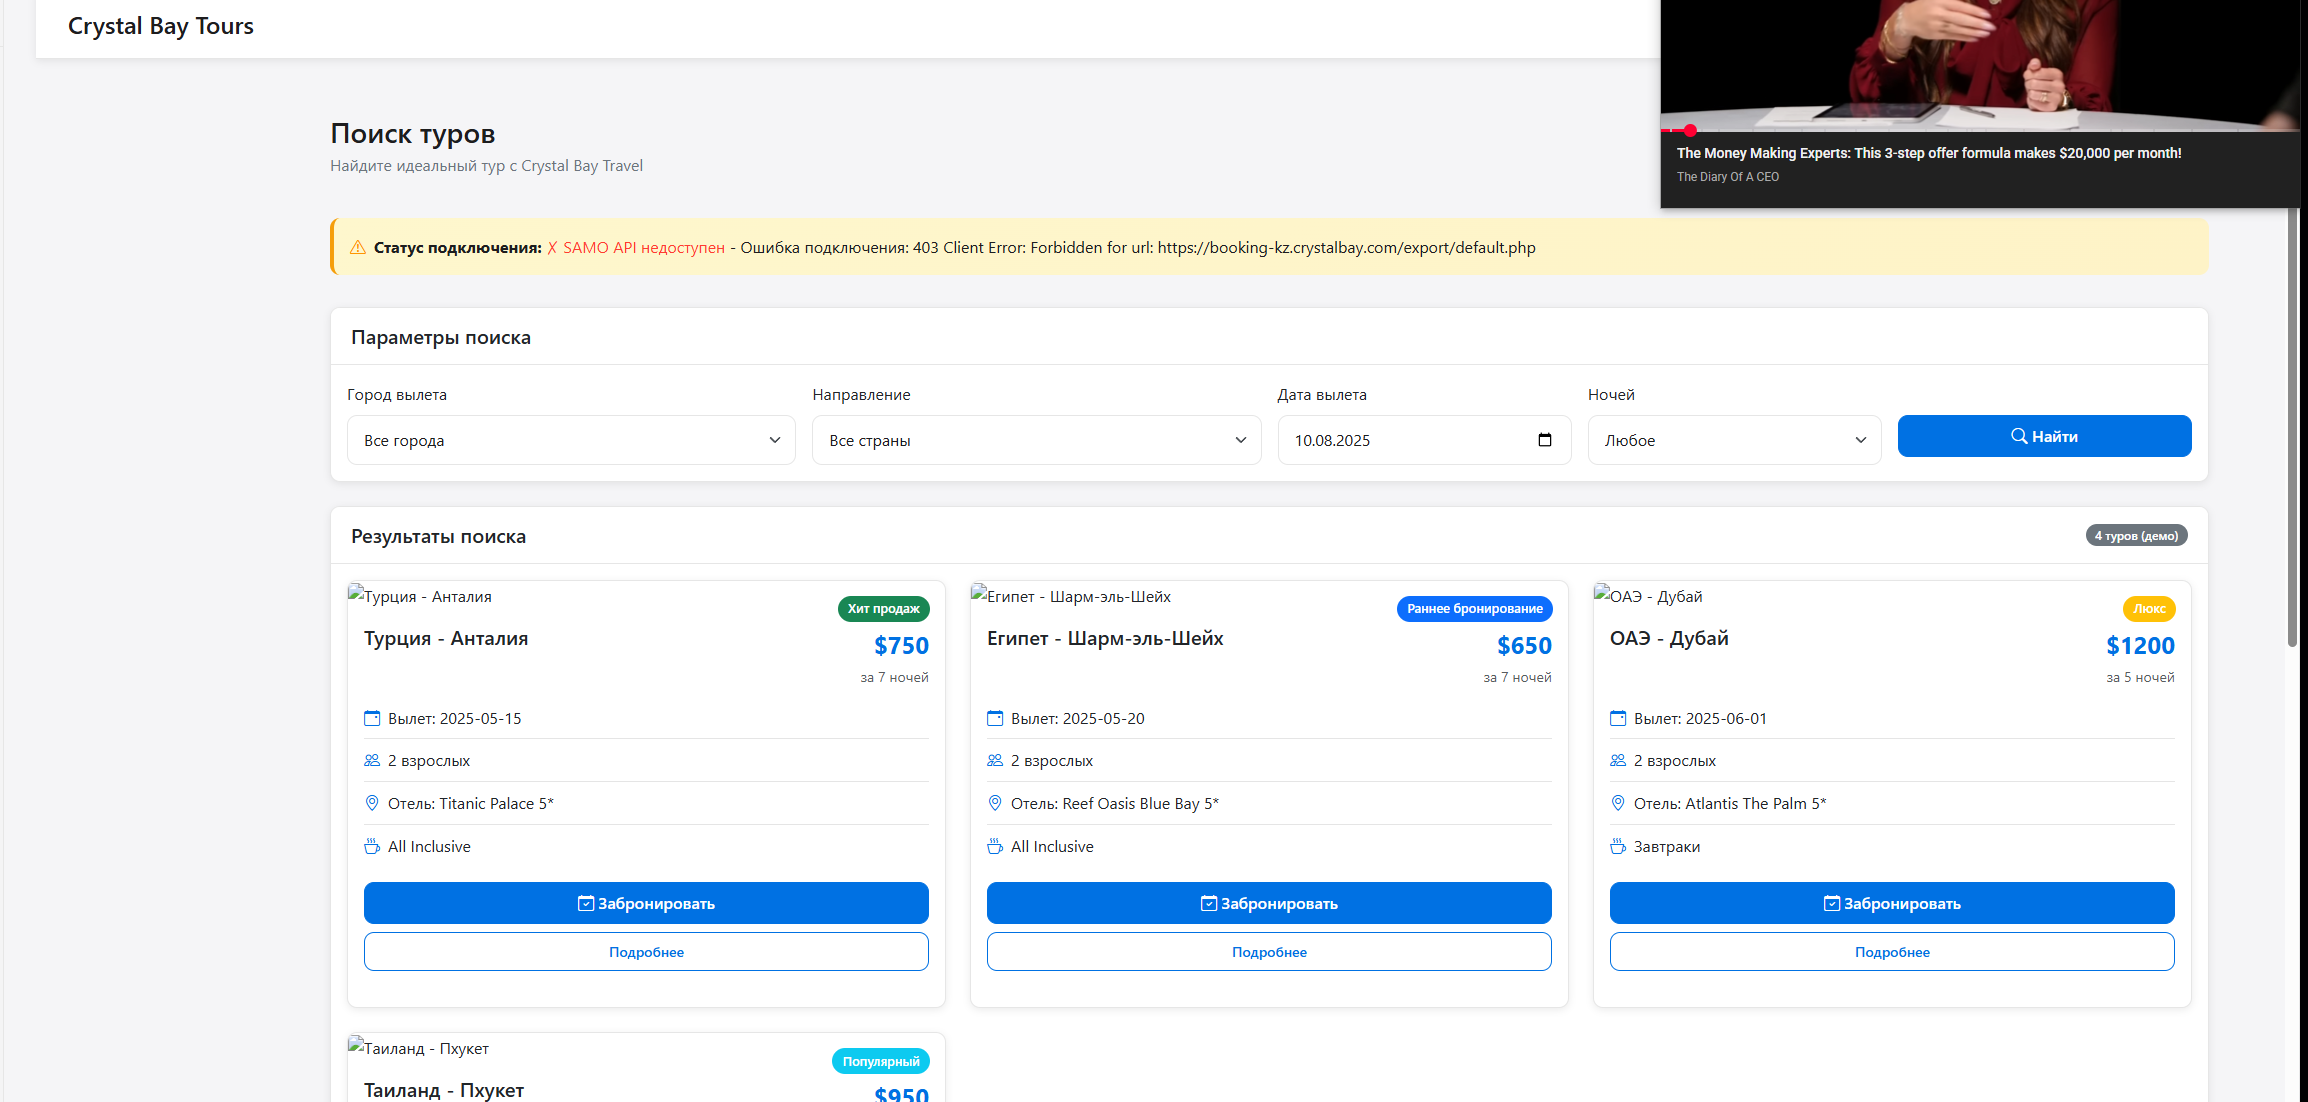 Crystal Bay Tours
The Money Making Experts: This 3-step offer formula makes $20,000 per month!
The Diary Of A CEO
Поиск туров
Найдите идеальный тур с Crystal Bay Travel
Статус подключения: ✗ SAMO API недоступен - Ошибка подключения: 403 Client Error: Forbidden for url: https://booking-kz.crystalbay.com/export/default.php
Параметры поиска
Город вылета
Направление
Дата вылета
Ночей
Все города
Все страны
10.08.2025
Любое
Найти
Результаты поиска
4 туров (демо)
Турция - Анталия
Хит продаж
Турция - Анталия
$750
за 7 ночей
Вылет: 2025-05-15
2 взрослых
Отель: Titanic Palace 5*
All Inclusive
Забронировать
Подробнее
Египет - Шарм-эль-Шейх
Раннее бронирование
Египет - Шарм-эль-Шейх
$650
за 7 ночей
Вылет: 2025-05-20
2 взрослых
Отель: Reef Oasis Blue Bay 5*
All Inclusive
Забронировать
Подробнее
ОАЭ - Дубай
Люкс
ОАЭ - Дубай
$1200
за 5 ночей
Вылет: 2025-06-01
2 взрослых
Отель: Atlantis The Palm 5*
Завтраки
Забронировать
Подробнее
Таиланд - Пхукет
Популярный
Таиланд - Пхукет
$950